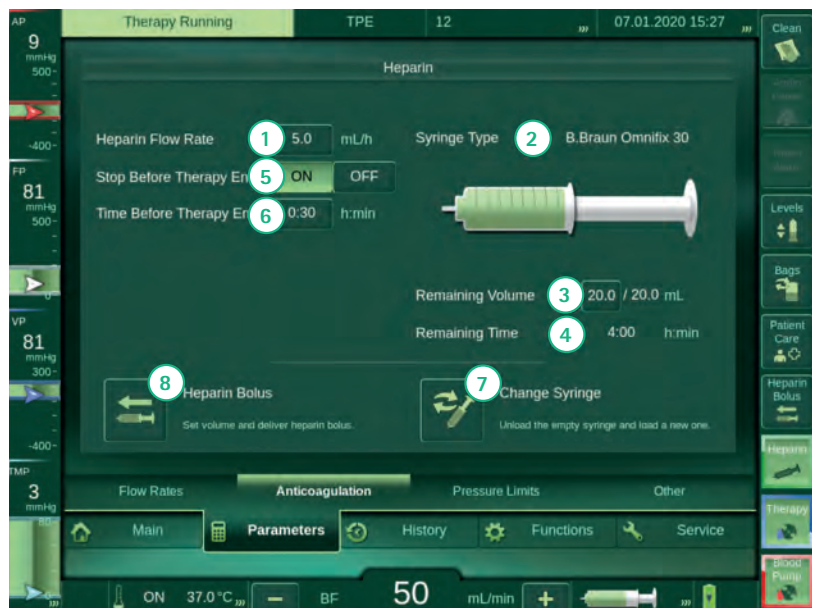 AP
9
mmHg
500
-400
FP
81
mmHg
500
0
VP
81
mmHg
300
-400
TMP
3
mmHg
80
Therapy Running TPE 12 07.01.2020 15:27
Heparin
Heparin Flow Rate 1 5.0 mL/h
Stop Before Therapy En 5 ON OFF
Time Before Therapy En 6 0:30 h:min
Syringe Type 2 B.Braun Omnifix 30
Remaining Volume 3 20.0 / 20.0 mL
Remaining Time 4 4:00 h:min
8 Heparin Bolus
Set volume and deliver heparin bolus.
7 Change Syringe
Unload the empty syringe and load a new one.
Flow Rates Anticoagulation Pressure Limits Other
Main Parameters History Functions Service
ON 37.0 °C BF 50 mL/min
Clean
Levels
Bags
Patient
Care
Heparin
Bolus
Heparin
Therapy
Blood
Pump